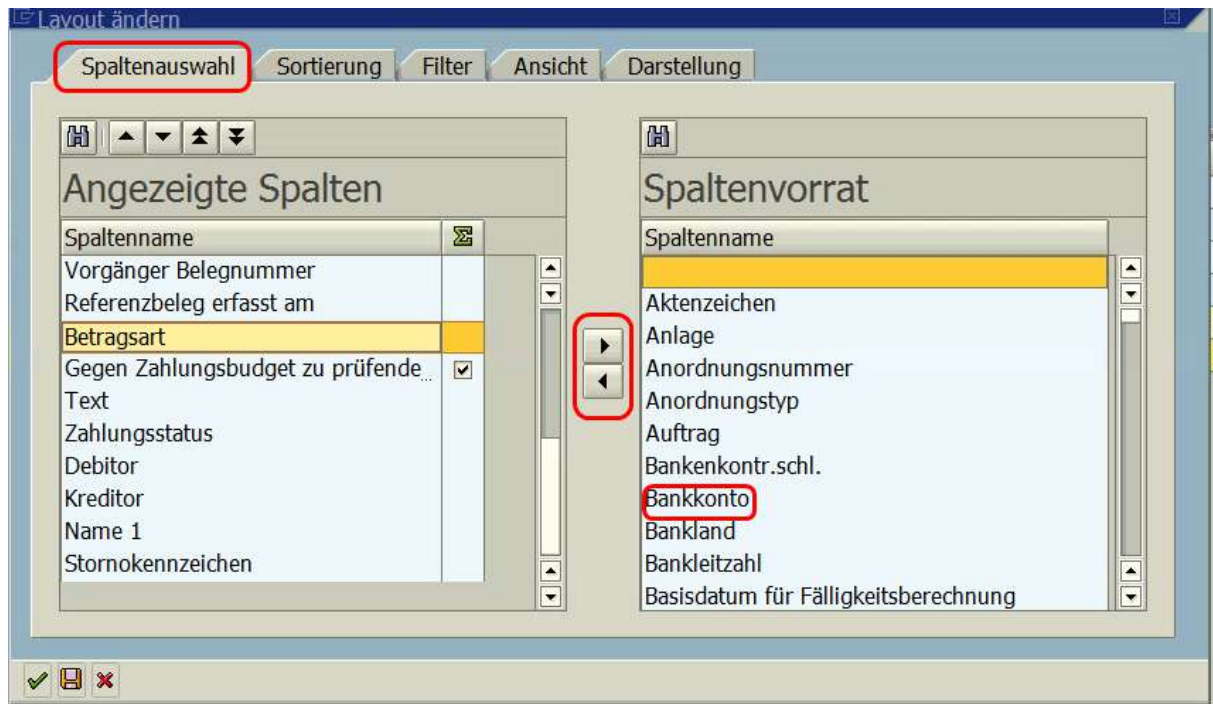 Layout ändern
Spaltenauswahl Sortierung Filter Ansicht Darstellung
Angezeigte Spalten
Spaltenname Σ
Vorgänger Belegnummer
Referenzbeleg erfasst am
Betragsart
Gegen Zahlungsbudget zu prüfende...
Text
Zahlungsstatus
Debitor
Kreditor
Name 1
Stornokennzeichen
Spaltenvorrat
Spaltenname
Aktenzeichen
Anlage
Anordnungsnummer
Anordnungstyp
Auftrag
Bankenkontr.schl.
Bankkonto
Bankland
Bankleitzahl
Basisdatum für Fälligkeitsberechnung